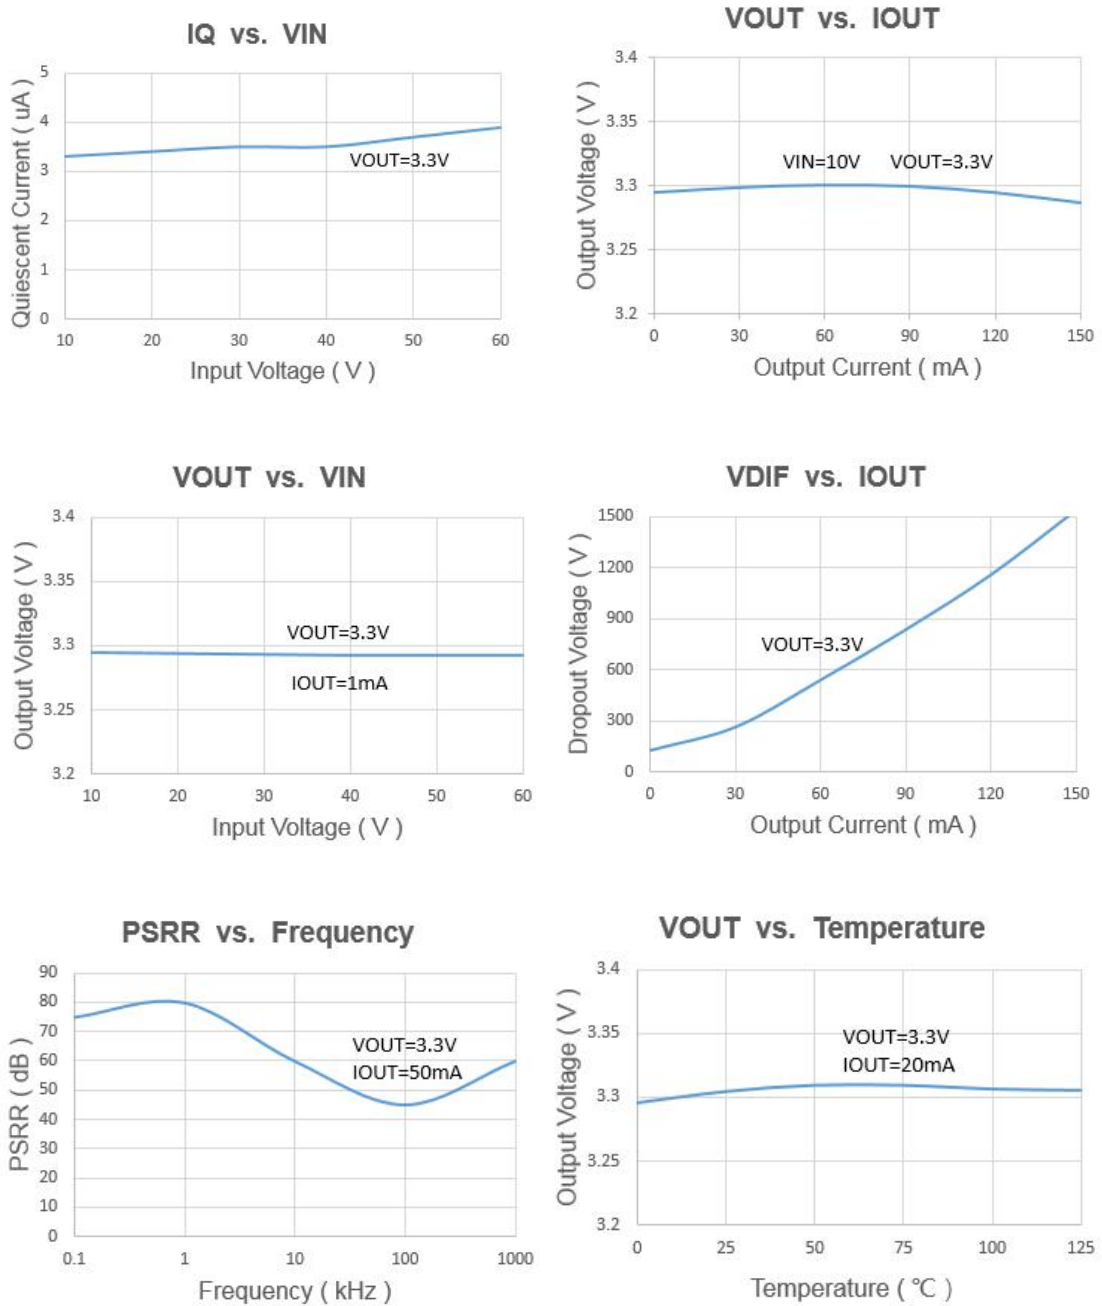 IQ vs. VIN
Quiescent Current ( uA )
5
4
3
2
1
0
VOUT=3.3V
10 20 30 40 50 60
Input Voltage ( V )
VOUT vs. IOUT
Output Voltage ( V )
3.4
3.35
3.3
3.25
3.2
VIN=10V VOUT=3.3V
0 30 60 90 120 150
Output Current ( mA )
VOUT vs. VIN
Output Voltage ( V )
3.4
3.35
3.3
3.25
3.2
VOUT=3.3V
IOUT=1mA
10 20 30 40 50 60
Input Voltage ( V )
VDIF vs. IOUT
Dropout Voltage ( V )
1500
1200
900
600
300
0
VOUT=3.3V
0 30 60 90 120 150
Output Current ( mA )
PSRR vs. Frequency
PSRR ( dB )
90
80
70
60
50
40
30
20
10
0
VOUT=3.3V
IOUT=50mA
0.1 1 10 100 1000
Frequency ( kHz )
VOUT vs. Temperature
Output Voltage ( V )
3.4
3.35
3.3
3.25
3.2
VOUT=3.3V
IOUT=20mA
0 25 50 75 100 125
Temperature ( ℃ )